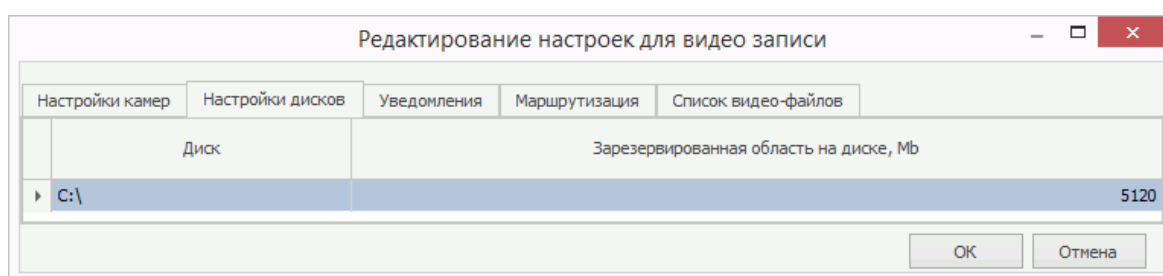 Редактирование настроек для видео записи
Настройки камер Настройки дисков Уведомления Маршрутизация Список видео-файлов
Диск Зарезервированная область на диске, Mb
C:\ 5120
ОК Отмена